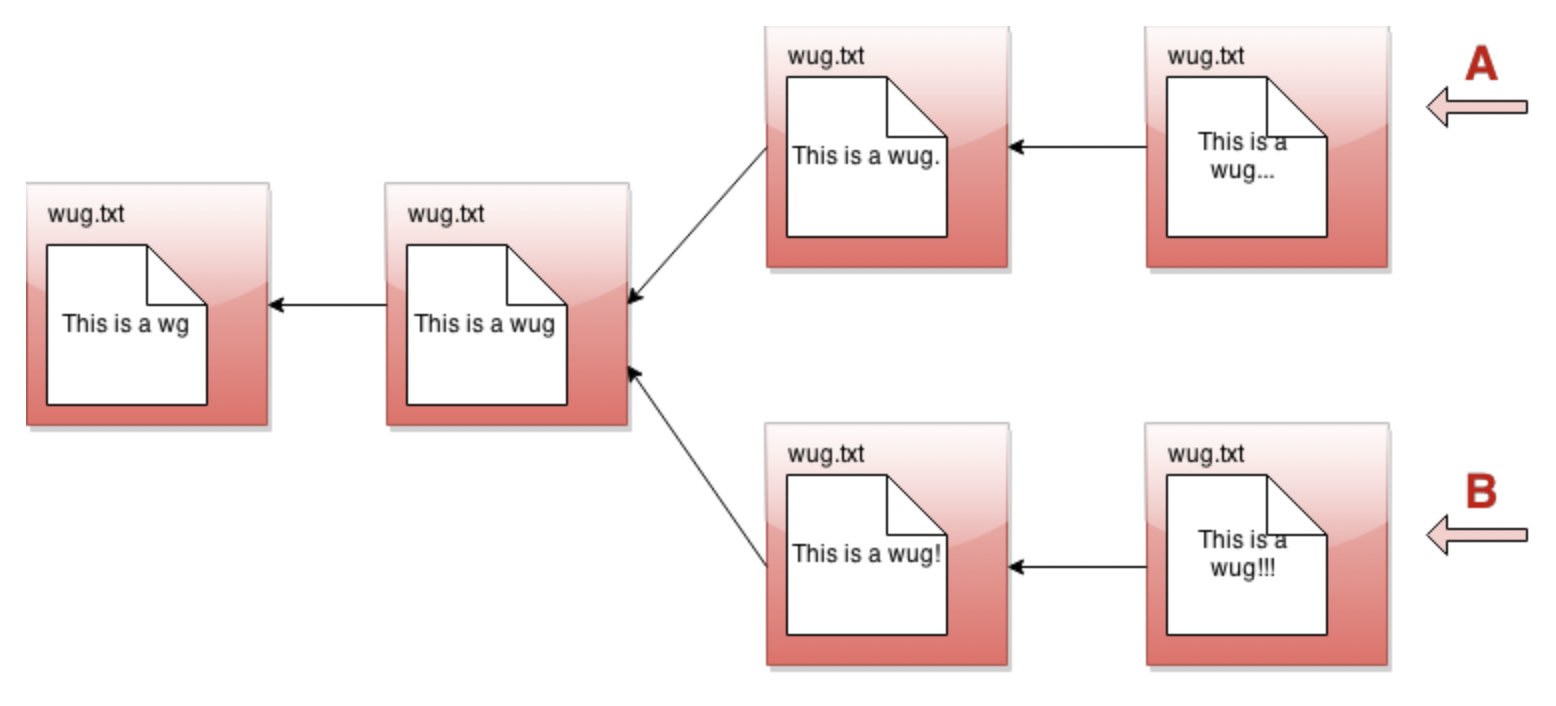 wug.txt
This is a wg
wug.txt
This is a wug
wug.txt
This is a wug.
wug.txt
This is a
wug...
A
wug.txt
This is a wug!
wug.txt
This is a
wug!!!
B